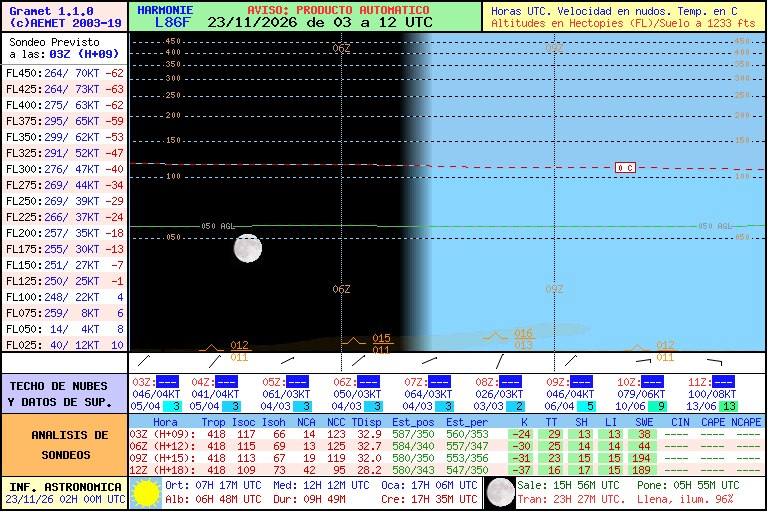 Gramet 1.1.0
(c)AEMET 2003-19
HARMONIE
L86F
AVISO: PRODUCTO AUTOMATICO
23/11/2026 de 03 a 12 UTC
Horas UTC. Velocidad en nudos. Temp. en C
Altitudes en Hectopies (FL)/Suelo a 1233 fts
Sondeo Previsto
a las: 03Z (H+09)
FL450:264/ 70KT -62
FL425:264/ 73KT -63
FL400:275/ 63KT -62
FL375:295/ 65KT -59
FL350:299/ 62KT -53
FL325:291/ 52KT -47
FL300:276/ 47KT -40
FL275:269/ 44KT -34
FL250:269/ 39KT -29
FL225:266/ 37KT -24
FL200:257/ 35KT -18
FL175:255/ 30KT -13
FL150:251/ 27KT -7
FL125:250/ 25KT -1
FL100:248/ 22KT 4
FL075:259/ 8KT 6
FL050: 14/ 4KT 8
FL025: 40/ 12KT 10
450 06Z 09Z 450
400 400
350 350
300 300
250 250
200 200
150 150
0 C
100 100
050 AGL 050 AGL
050 050
06Z 09Z
012 015 016 012
011 011 013 011
TECHO DE NUBES
Y DATOS DE SUP.
03Z:--- 04Z:--- 05Z:--- 06Z:--- 07Z:--- 08Z:--- 09Z:--- 10Z:--- 11Z:---
046/04KT 041/04KT 061/03KT 050/03KT 064/03KT 026/03KT 046/04KT 079/06KT 100/08KT
05/04 3 05/04 3 04/03 3 04/03 3 04/03 3 03/03 2 06/04 5 10/06 9 13/06 13
ANALISIS DE
SONDEOS
Hora Trop Isoc Isoh NCA NCC TDisp Est_pos Est_per K TT SH LI SWE CIN CAPE NCAPE
03Z (H+09): 418 117 66 14 123 32.9 587/350 560/353 -24 29 13 13 38 ---- ---- ----
06Z (H+12): 418 115 69 13 125 32.7 584/340 557/347 -30 25 14 14 44 ---- ---- ----
09Z (H+15): 418 113 67 19 119 32.0 590/350 553/356 -31 23 15 15 194 ---- ---- ----
12Z (H+18): 418 109 73 42 95 28.2 580/343 547/350 -37 16 17 15 189 ---- ---- ----
INF. ASTRONOMICA
23/11/26 02H 00M UTC
Ort: 07H 17M UTC Med: 12H 12M UTC Oca: 17H 06M UTC
Alb: 06H 48M UTC Dur: 09H 49M Cre: 17H 35M UTC
Sale: 15H 56M UTC Pone: 05H 55M UTC
Tran: 23H 27M UTC. Llena, ilum. 96%